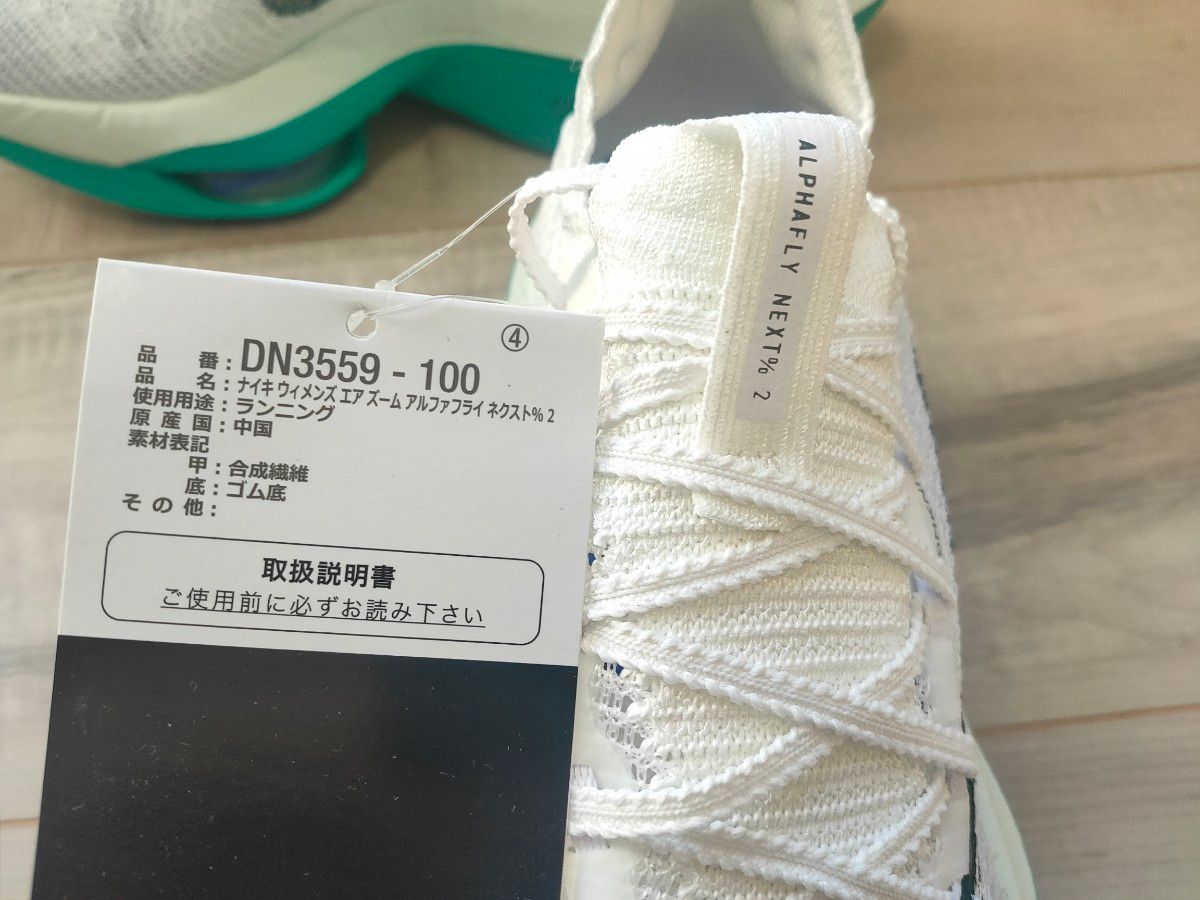 ④
品 番：DN3559 - 100
品 名：ナイキ ウィメンズ エア ズーム アルファフライ ネクスト% 2
使用用途：ランニング
原 産 国：中国
素材表記
甲：合成繊維
底：ゴム底
そ の 他：
取扱説明書
ご使用前に必ずお読み下さい
ALPHAFLY NEXT% 2